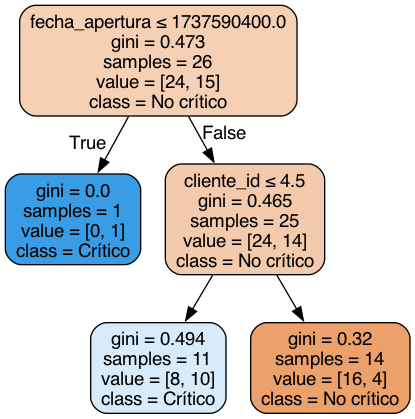 fecha_apertura ≤ 1737590400.0
gini = 0.473
samples = 26
value = [24, 15]
class = No crítico
True
False
gini = 0.0
samples = 1
value = [0, 1]
class = Crítico
cliente_id ≤ 4.5
gini = 0.465
samples = 25
value = [24, 14]
class = No crítico
gini = 0.494
samples = 11
value = [8, 10]
class = Crítico
gini = 0.32
samples = 14
value = [16, 4]
class = No crítico